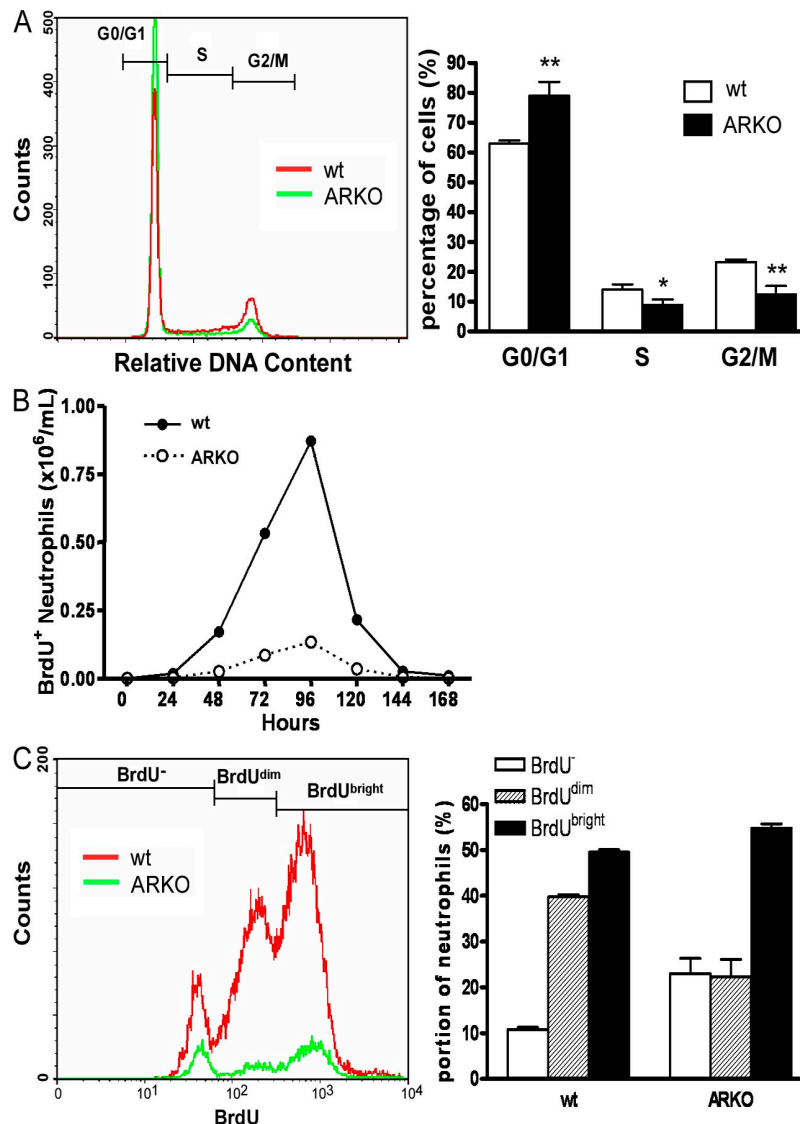 A
G0/G1
S
G2/M
500
400
300
200
100
0
Counts
wt
ARKO
Relative DNA Content
percentage of cells (%)
90
80
70
60
50
40
30
20
10
0
**
*
**
wt
ARKO
G0/G1 S G2/M
B
BrdU⁺ Neutrophils (x10⁶/mL)
1.00
0.75
0.50
0.25
0.00
wt
ARKO
0 24 48 72 96 120 144 168
Hours
C
200
0
Counts
BrdU⁻
BrdUᵈⁱᵐ
BrdUᵇʳⁱᵍʰᵗ
wt
ARKO
0 10¹ 10² 10³ 10⁴
BrdU
BrdU⁻
BrdUᵈⁱᵐ
BrdUᵇʳⁱᵍʰᵗ
portion of neutrophils (%)
60
50
40
30
20
10
0
wt ARKO